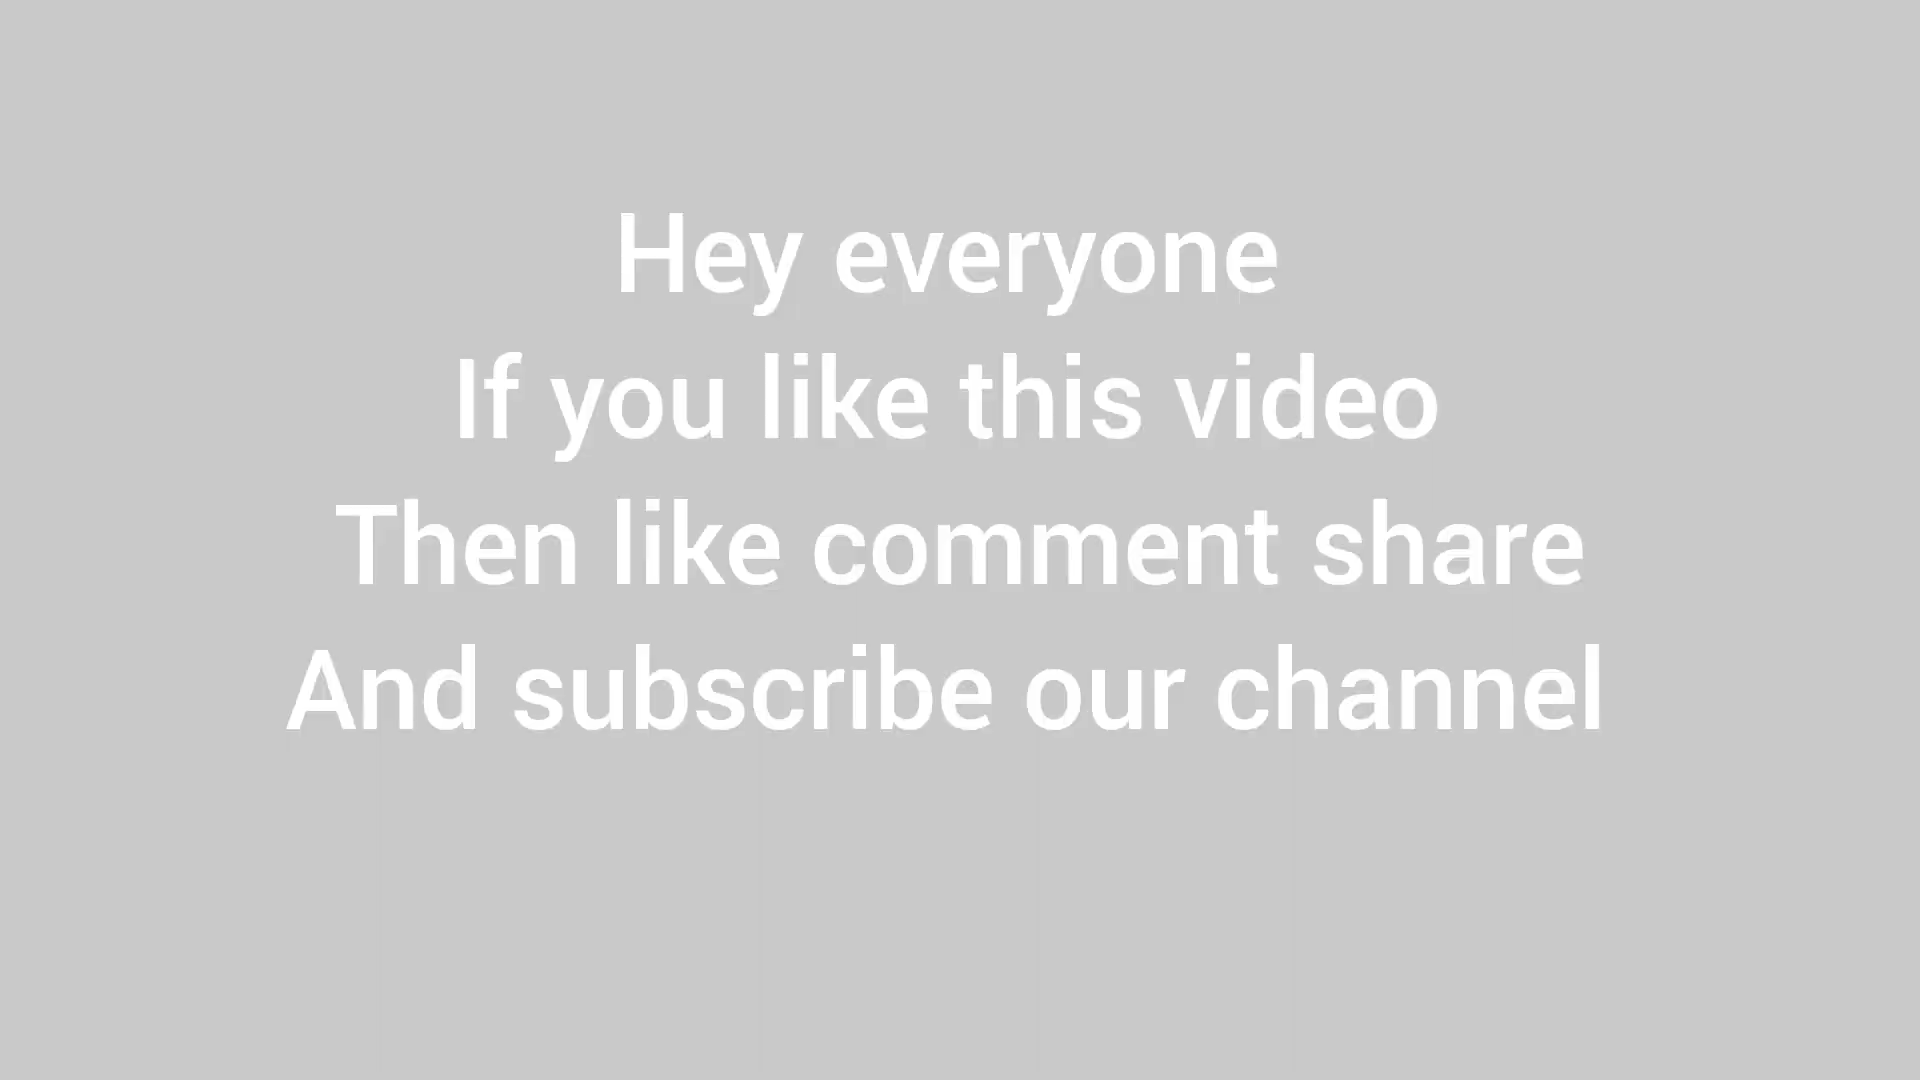 Hey everyone
If you like this video
Then like comment share
And subscribe our channel